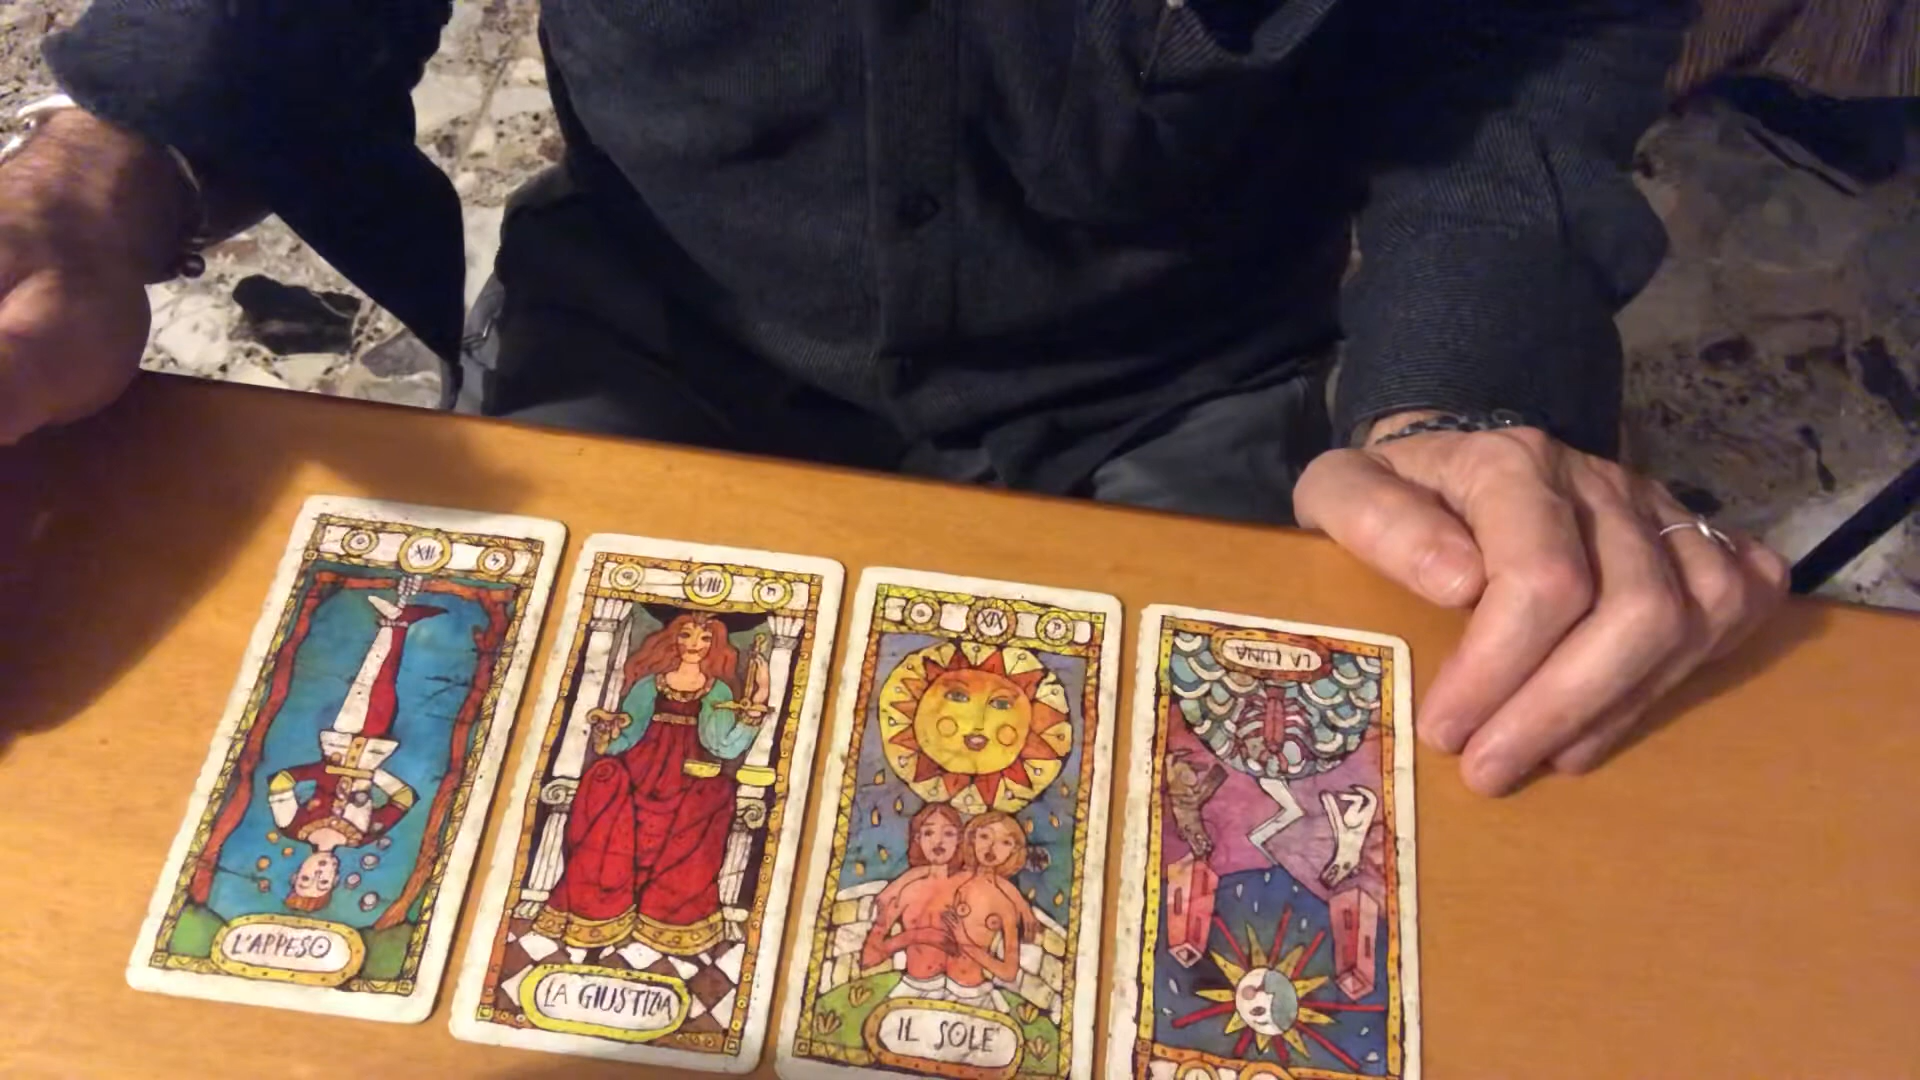 XII
L'APPESO
VIII
LA GIUSTIZIA
XIX
IL SOLE
LA LUNA